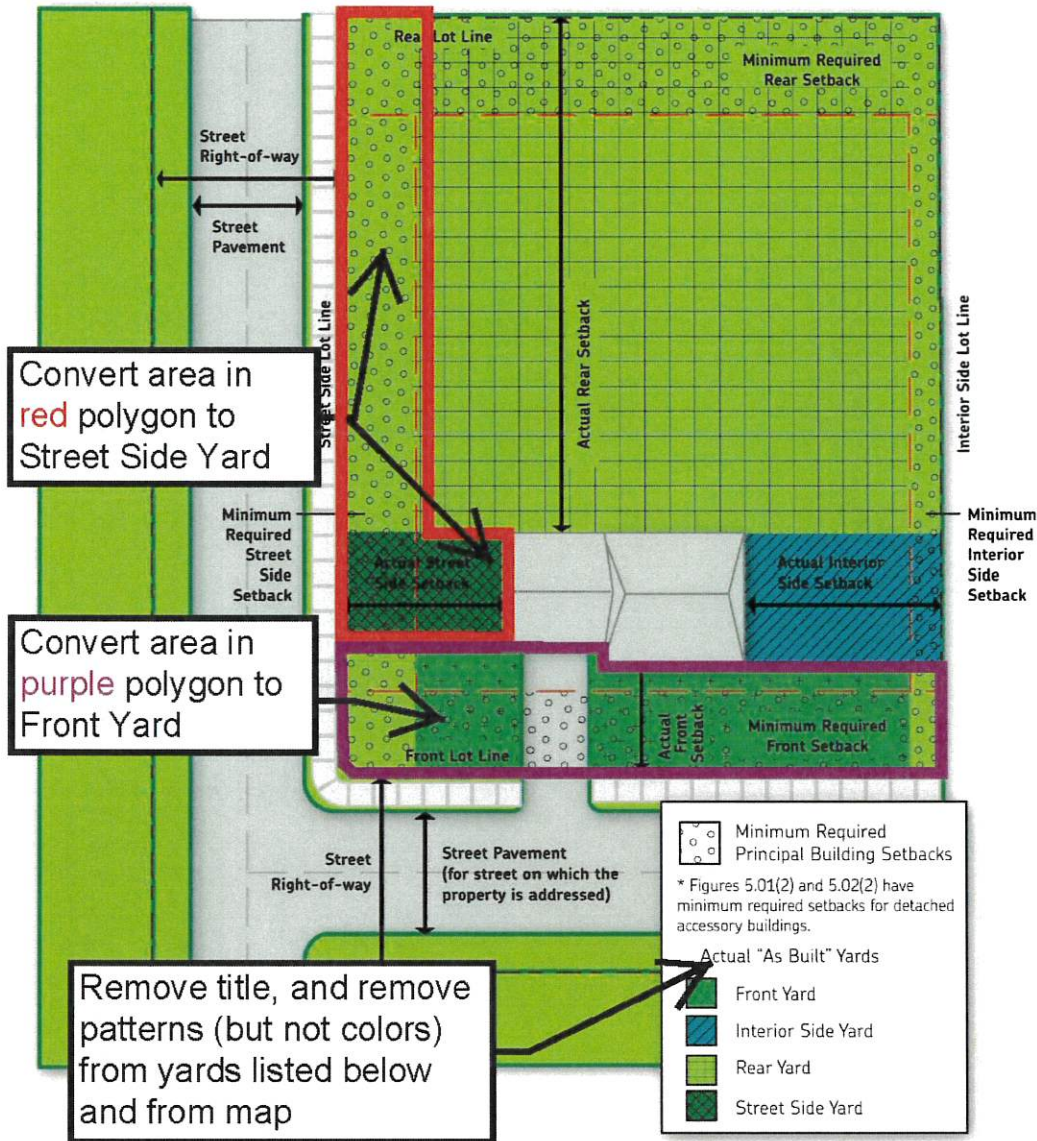 Rear Lot Line
Minimum Required
Rear Setback
Street
Right-of-way
Street
Pavement
Street Side Lot Line
Actual Rear Setback
Interior Side Lot Line
Convert area in
red polygon to
Street Side Yard
Minimum
Required
Street
Side
Setback
Actual Street
Side Setback
Actual Interior
Side Setback
Minimum
Required
Interior
Side
Setback
Convert area in
purple polygon to
Front Yard
Front Lot Line
Actual
Front
Setback
Minimum Required
Front Setback
Street
Right-of-way
Street Pavement
(for street on which the
property is addressed)
Minimum Required
Principal Building Setbacks
* Figures 5.01(2) and 5.02(2) have
minimum required setbacks for detached
accessory buildings.
Actual "As Built" Yards
Front Yard
Interior Side Yard
Rear Yard
Street Side Yard
Remove title, and remove
patterns (but not colors)
from yards listed below
and from map